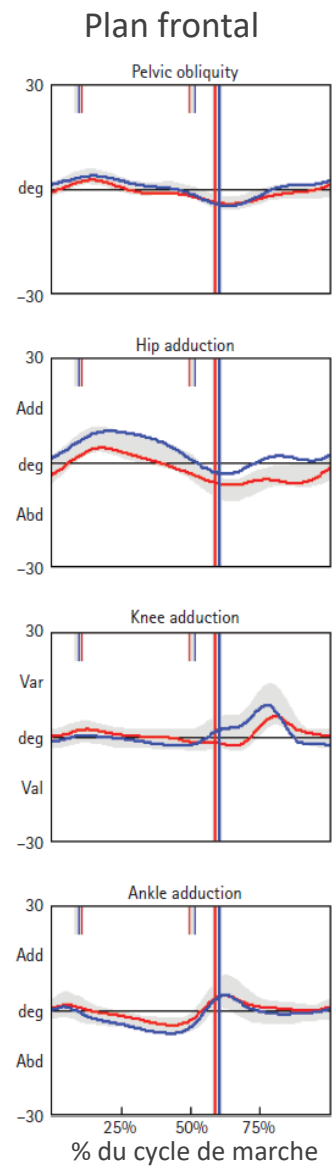 Plan frontal
Pelvic obliquity
30
deg
−30
Hip adduction
30
Add
deg
Abd
−30
Knee adduction
30
Var
deg
Val
−30
Ankle adduction
30
Add
deg
Abd
−30
25% 50% 75%
% du cycle de marche